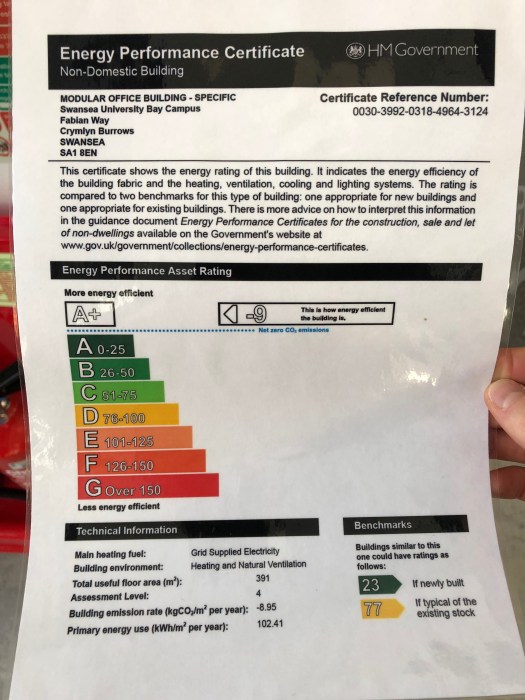 Energy Performance Certificate
HM Government
Non-Domestic Building
MODULAR OFFICE BUILDING - SPECIFIC
Swansea University Bay Campus
Fabian Way
Crymlyn Burrows
SWANSEA
SA1 8EN
Certificate Reference Number:
0030-3992-0318-4964-3124
This certificate shows the energy rating of this building. It indicates the energy efficiency of
the building fabric and the heating, ventilation, cooling and lighting systems. The rating is
compared to two benchmarks for this type of building: one appropriate for new buildings and
one appropriate for existing buildings. There is more advice on how to interpret this information
in the guidance document Energy Performance Certificates for the construction, sale and let
of non-dwellings available on the Government's website at
www.gov.uk/government/collections/energy-performance-certificates.
Energy Performance Asset Rating
More energy efficient
A+
-9
This is how energy efficient
the building is.
Net zero CO₂ emissions
A 0-25
B 26-50
C 51-75
D 76-100
E 101-125
F 126-150
G Over 150
Less energy efficient
Technical Information
Main heating fuel: Grid Supplied Electricity
Building environment: Heating and Natural Ventilation
Total useful floor area (m²): 391
Assessment Level: 4
Building emission rate (kgCO₂/m² per year): -8.95
Primary energy use (kWh/m² per year): 102.41
Benchmarks
Buildings similar to this
one could have ratings as
follows:
23 If newly built
77 If typical of the
existing stock